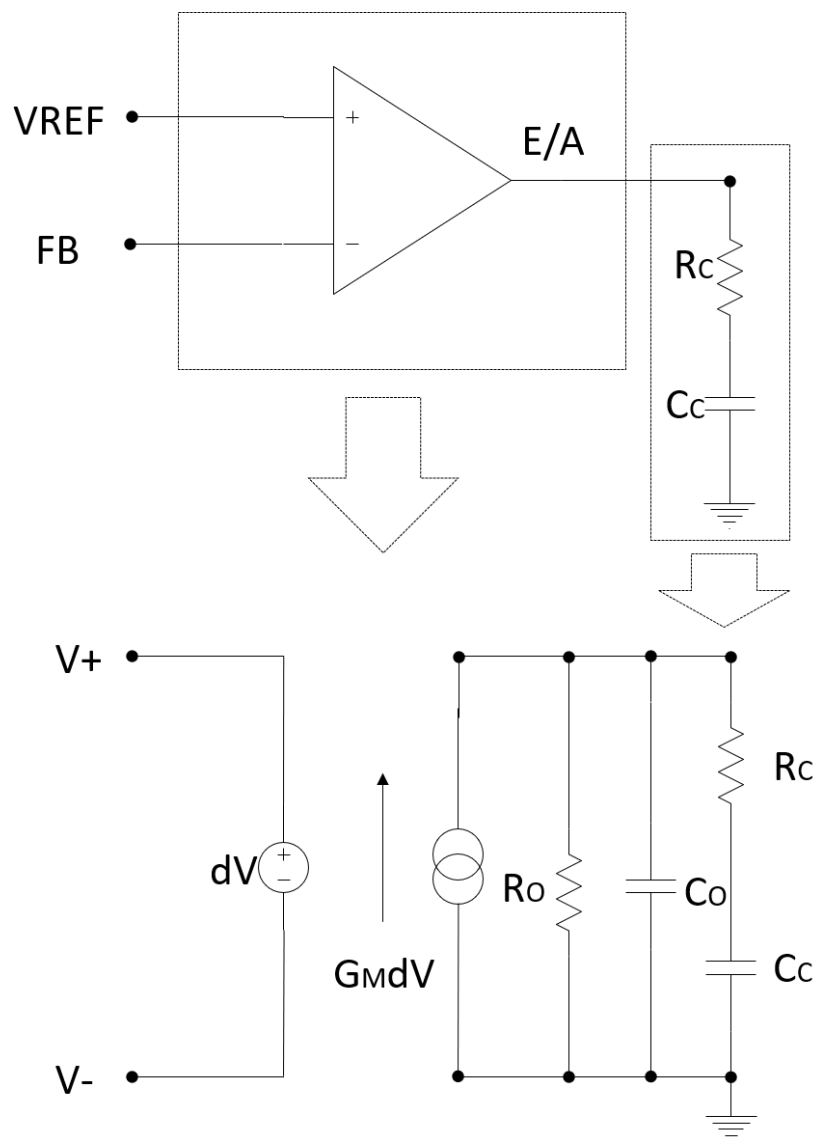 VREF
+
E/A
FB
−
RC
CC
V+
RC
dV
+
−
RO
CO
GMdV
CC
V-